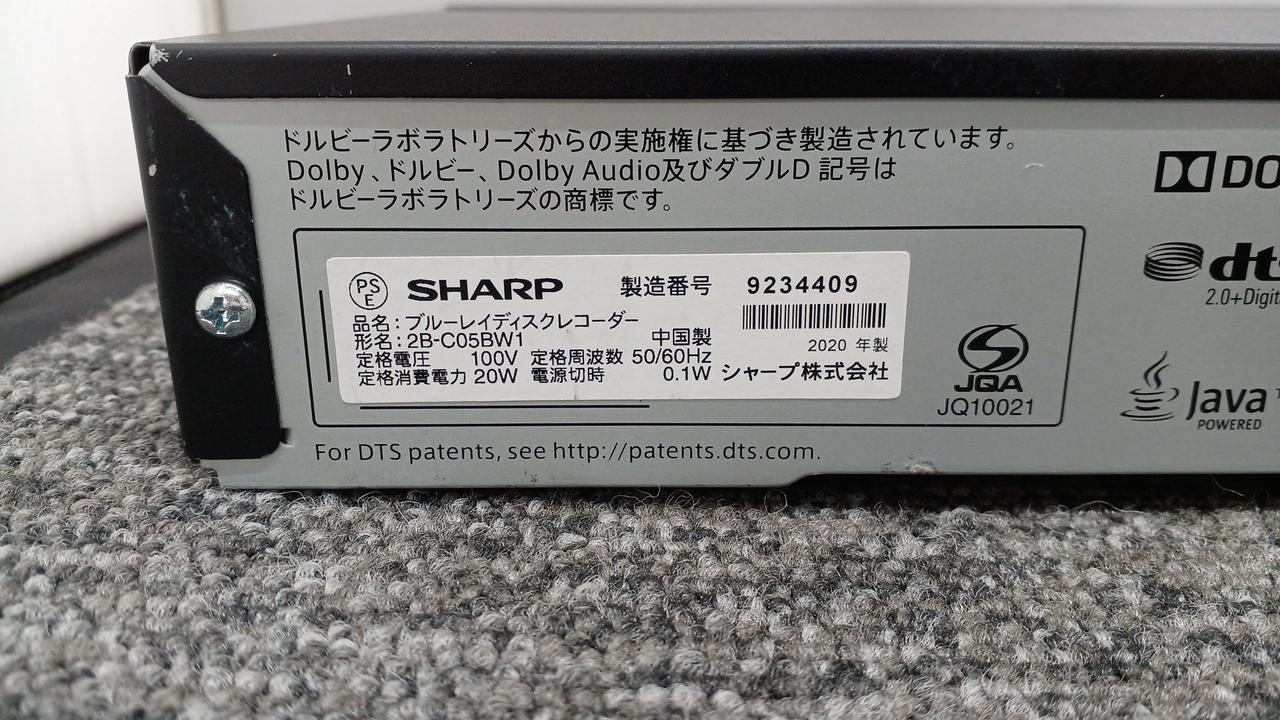 ドルビーラボラトリーズからの実施権に基づき製造されています。
Dolby、ドルビー、Dolby Audio及びダブルD 記号は
ドルビーラボラトリーズの商標です。
PS
E
SHARP 製造番号 9234409
品名：ブルーレイディスクレコーダー
形名：2B-C05BW1 中国製
2020 年製
定格電圧 100V 定格周波数 50/60Hz
定格消費電力 20W 電源切時 0.1W シャープ株式会社
JQA
JQ10021
For DTS patents, see http://patents.dts.com.
DO
dts
2.0+Digit
Java
POWERED